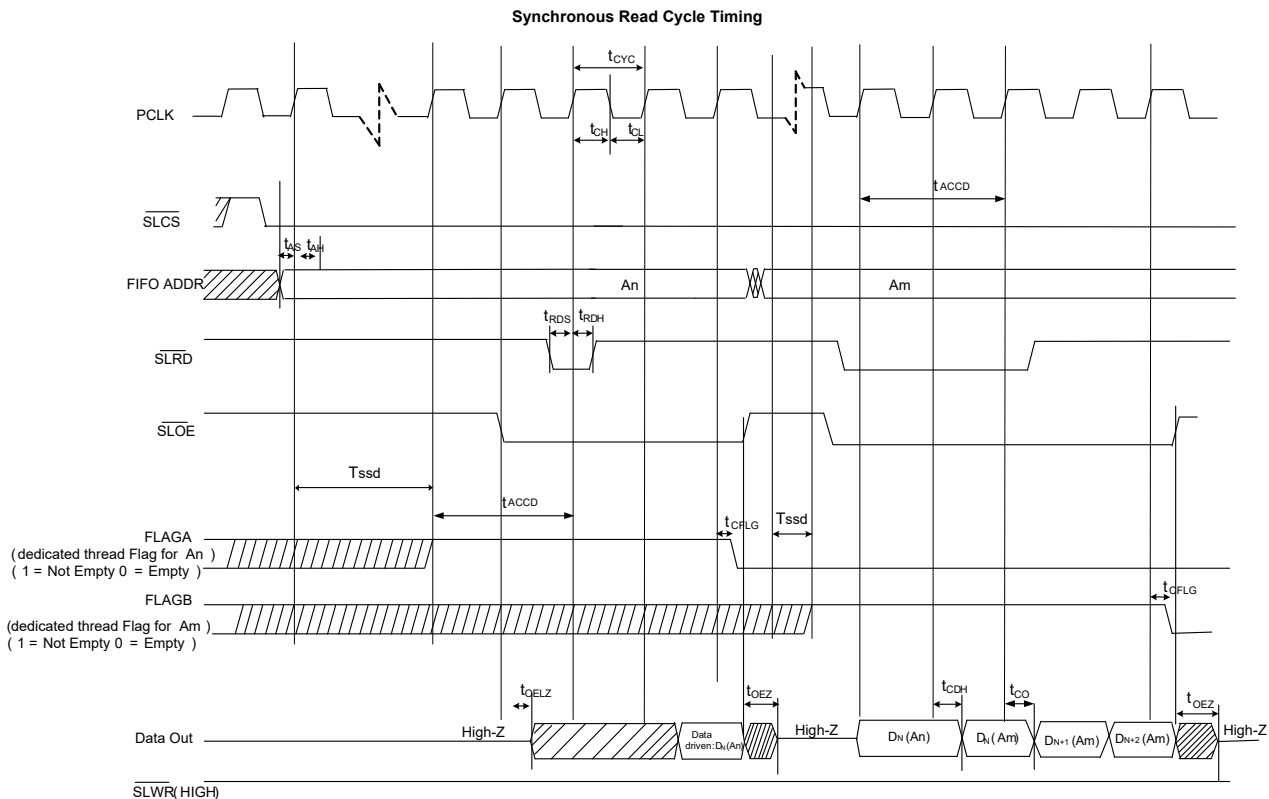 Synchronous Read Cycle Timing
tCYC
PCLK
tCH
tCL
tACCD
SLCS
tAS
tAH
FIFO ADDR
An
Am
tRDS
tRDH
SLRD
SLOE
Tssd
tACCD
tCFLG
Tssd
FLAGA
(dedicated thread Flag for An)
(1 = Not Empty 0 = Empty)
FLAGB
tCFLG
(dedicated thread Flag for Am)
(1 = Not Empty 0 = Empty)
tOELZ
tOEZ
tCDH
tCO
tOEZ
Data Out
High-Z
Data
driven:DN(An)
High-Z
DN(An)
DN(Am)
DN+1(Am)
DN+2(Am)
High-Z
SLWR(HIGH)